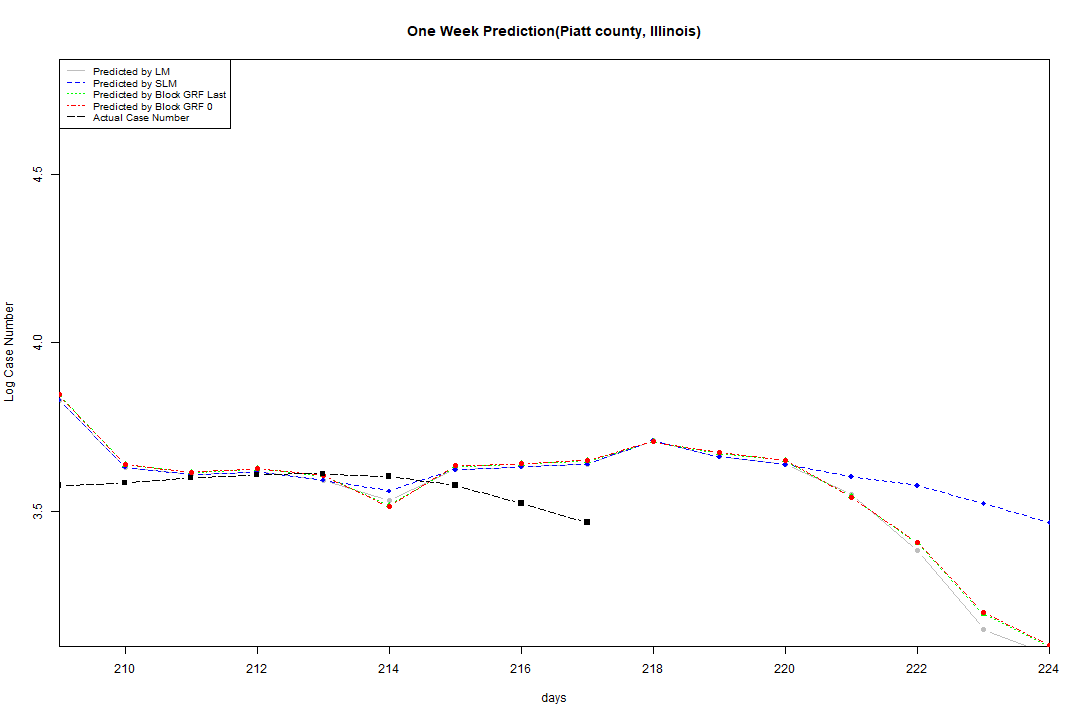 One Week Prediction(Piatt county, Illinois)
Predicted by LM
Predicted by SLM
Predicted by Block GRF Last
Predicted by Block GRF 0
Actual Case Number
4.5
4.0
3.5
Log Case Number
210 212 214 216 218 220 222 224
days